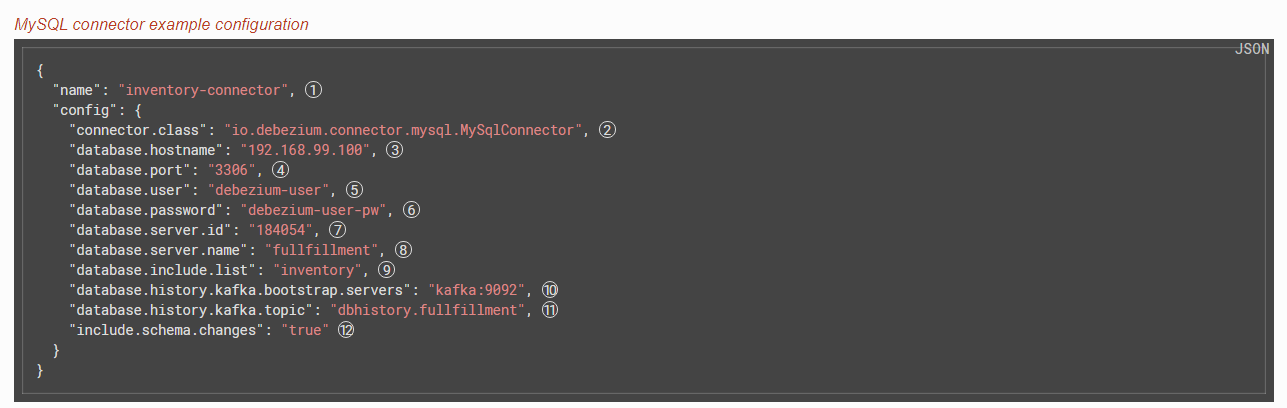 MySQL connector example configuration
JSON
{
"name": "inventory-connector", ①
"config": {
"connector.class": "io.debezium.connector.mysql.MySqlConnector", ②
"database.hostname": "192.168.99.100", ③
"database.port": "3306", ④
"database.user": "debezium-user", ⑤
"database.password": "debezium-user-pw", ⑥
"database.server.id": "184054", ⑦
"database.server.name": "fullfillment", ⑧
"database.include.list": "inventory", ⑨
"database.history.kafka.bootstrap.servers": "kafka:9092", ⑩
"database.history.kafka.topic": "dbhistory.fullfillment", ⑪
"include.schema.changes": "true" ⑫
}
}